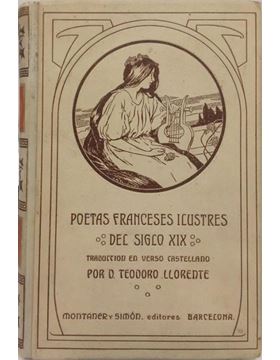 POETAS FRANCESES ILUSTRES
DEL SIGLO XIX
TRADUCCION EN VERSO CASTELLANO
POR D. TEODORO LLORENTE
MONTANER Y SIMÓN, editores BARCELONA.